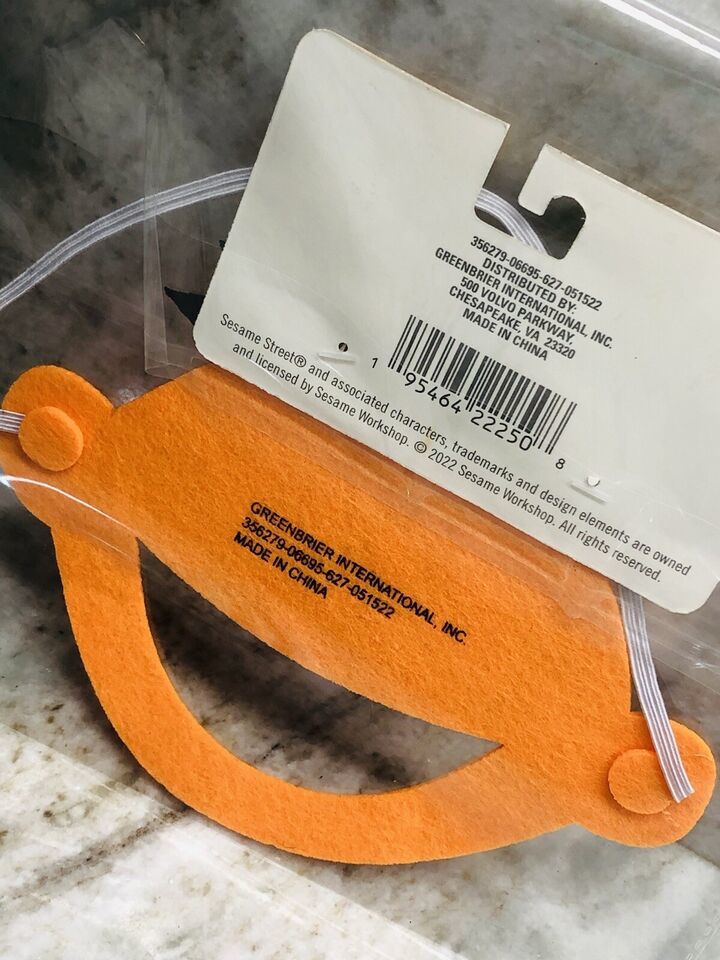 356279-06695-627-051522
DISTRIBUTED BY:
GREENBRIER INTERNATIONAL, INC.
500 VOLVO PARKWAY,
CHESAPEAKE, VA 23320
MADE IN CHINA
1 95464 22250 8
Sesame Street® and associated characters, trademarks and design elements are owned
and licensed by Sesame Workshop. © 2022 Sesame Workshop. All rights reserved.
GREENBRIER INTERNATIONAL, INC.
356279-06695-627-051522
MADE IN CHINA